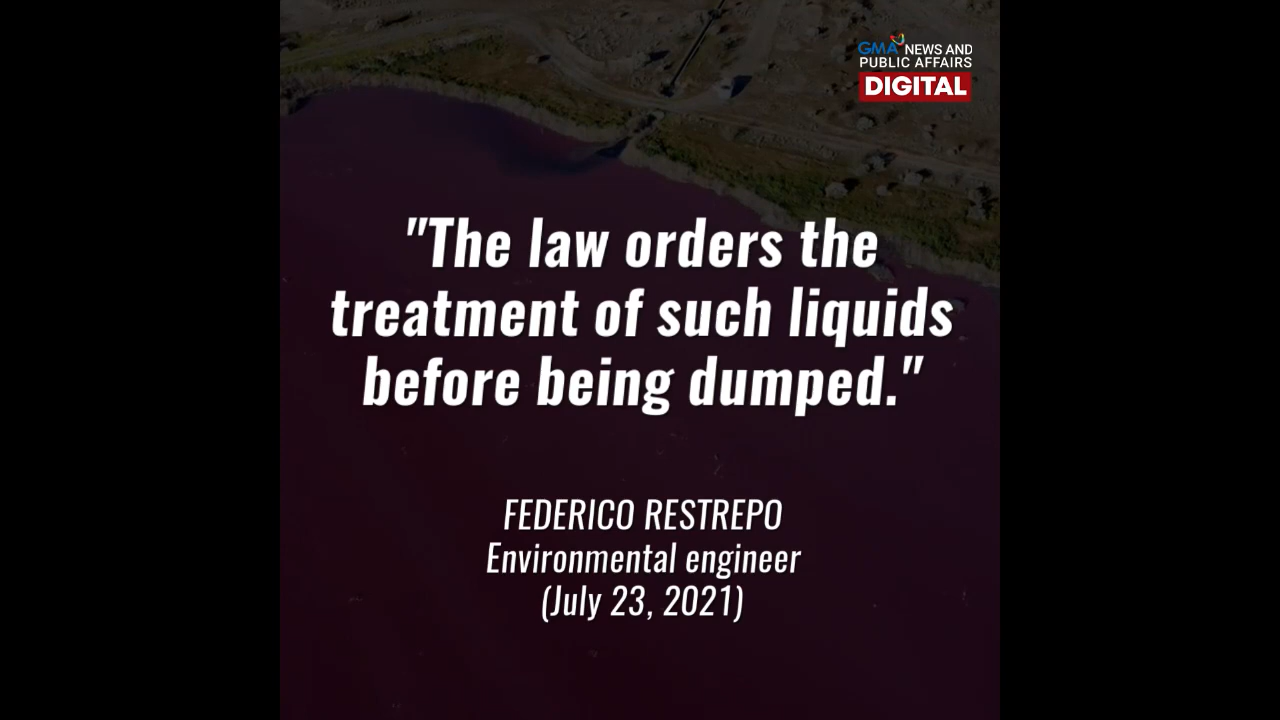 GMA NEWS AND
PUBLIC AFFAIRS
DIGITAL
"The law orders the
treatment of such liquids
before being dumped."
FEDERICO RESTREPO
Environmental engineer
(July 23, 2021)